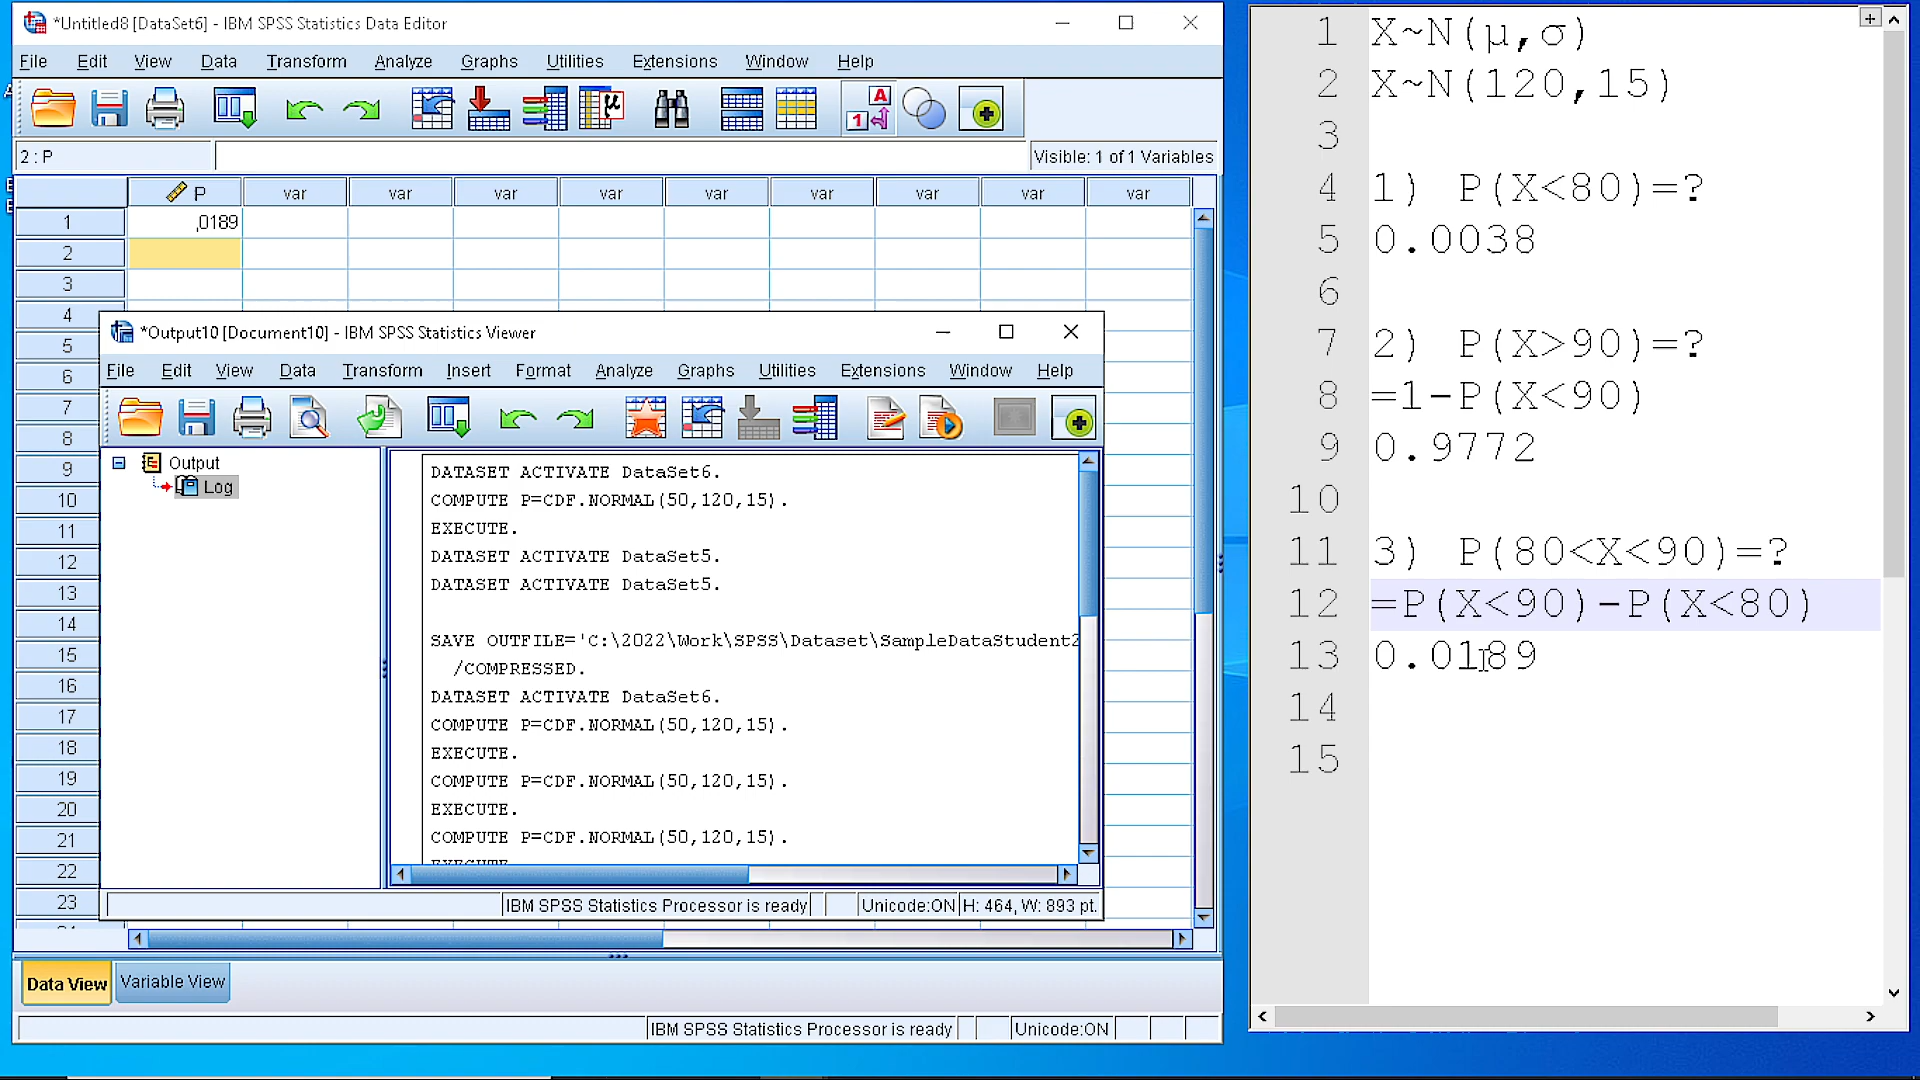 *Untitled8 [DataSet6] - IBM SPSS Statistics Data Editor
File Edit View Data Transform Analyze Graphs Utilities Extensions Window Help
2 : P
Visible: 1 of 1 Variables
P var var var var var var var var var
1 ,0189
2
3
4
5
6
7
8
9
10
11
12
13
14
15
16
17
18
19
20
21
22
23
*Output10 [Document10] - IBM SPSS Statistics Viewer
File Edit View Data Transform Insert Format Analyze Graphs Utilities Extensions Window Help
Output
Log
DATASET ACTIVATE DataSet6.
COMPUTE P=CDF.NORMAL(50,120,15).
EXECUTE.
DATASET ACTIVATE DataSet5.
DATASET ACTIVATE DataSet5.
SAVE OUTFILE='C:\2022\Work\SPSS\Dataset\SampleDataStudent2
/COMPRESSED.
DATASET ACTIVATE DataSet6.
COMPUTE P=CDF.NORMAL(50,120,15).
EXECUTE.
COMPUTE P=CDF.NORMAL(50,120,15).
EXECUTE.
COMPUTE P=CDF.NORMAL(50,120,15).
IBM SPSS Statistics Processor is ready Unicode:ON H: 464, W: 893 pt.
Data View Variable View
IBM SPSS Statistics Processor is ready Unicode:ON
1 X~N(μ,σ)
2 X~N(120,15)
3
4 1) P(X<80)=?
5 0.0038
6
7 2) P(X>90)=?
8 =1-P(X<90)
9 0.9772
10
11 3) P(80<X<90)=?
12 =P(X<90)-P(X<80)
13 0.0189
14
15